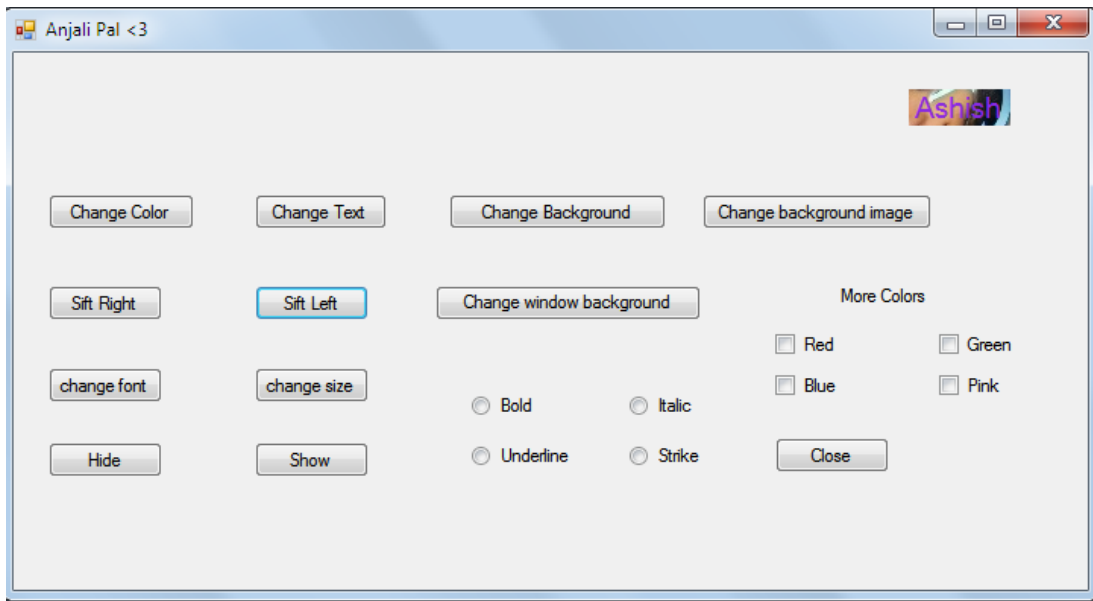 Anjali Pal <3
Ashish
Change Color Change Text Change Background Change background image
Sift Right Sift Left Change window background More Colors
Red Green
change font change size Blue Pink
Bold Italic
Hide Show Underline Strike Close